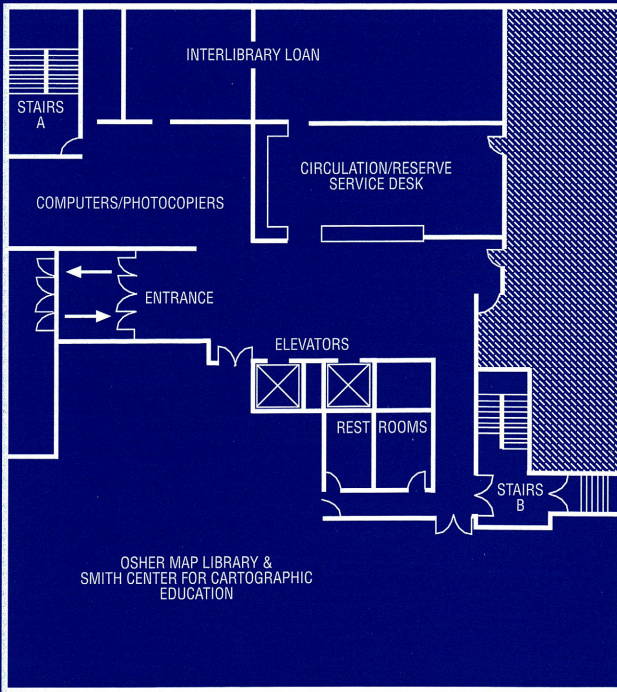 INTERLIBRARY LOAN
STAIRS
A
CIRCULATION/RESERVE
SERVICE DESK
COMPUTERS/PHOTOCOPIERS
ENTRANCE
ELEVATORS
REST ROOMS
STAIRS
B
OSHER MAP LIBRARY &
SMITH CENTER FOR CARTOGRAPHIC
EDUCATION